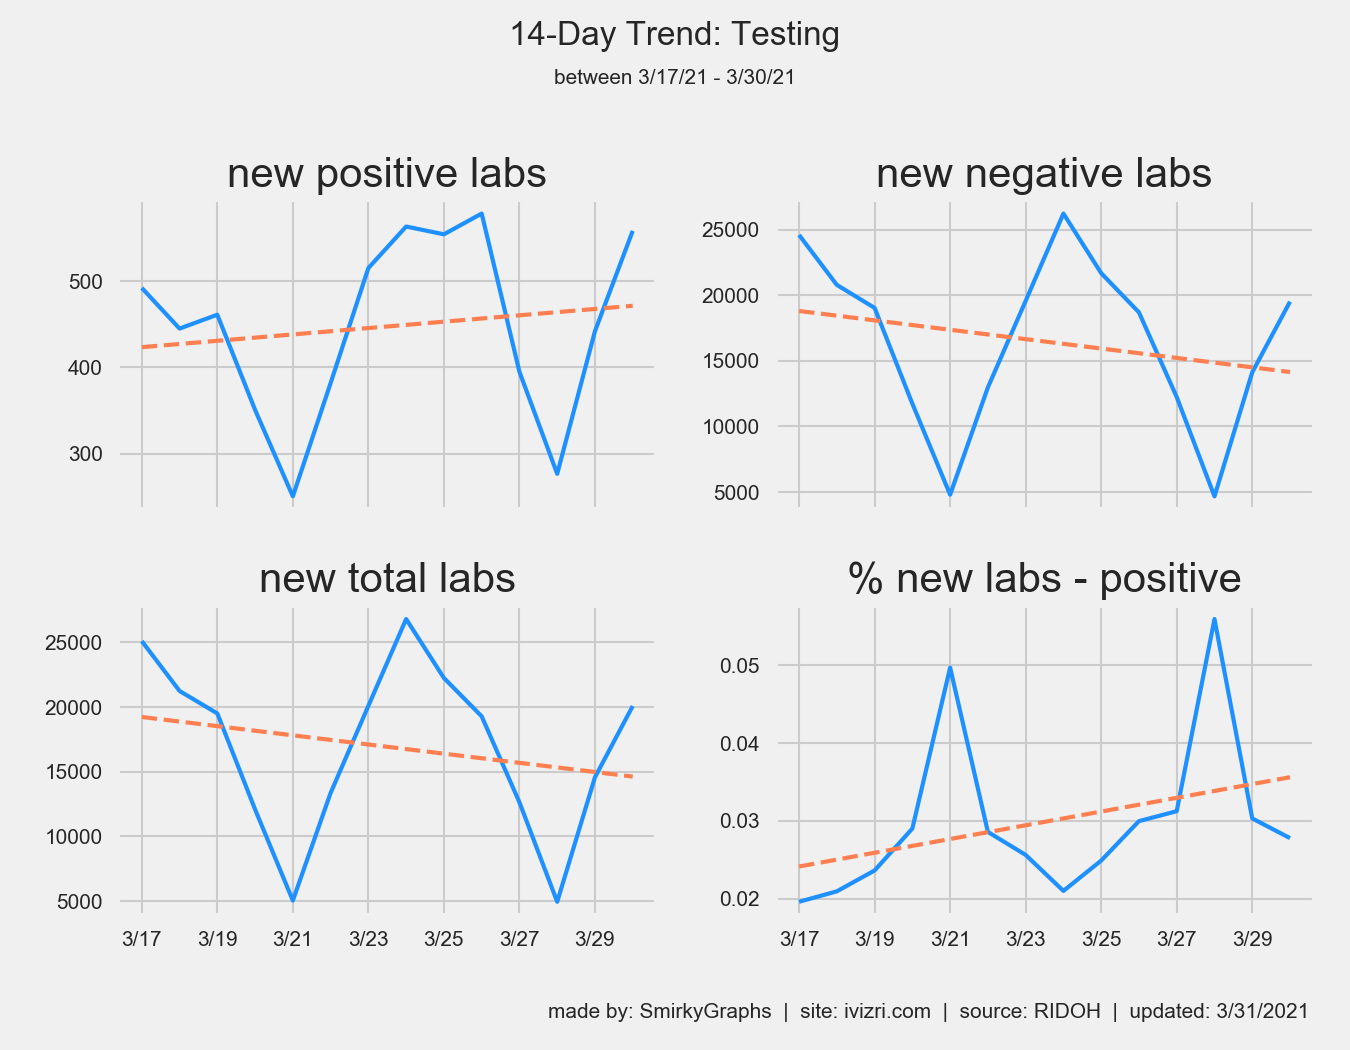 14-Day Trend: Testing
between 3/17/21 - 3/30/21
new positive labs
500
400
300
new negative labs
25000
20000
15000
10000
5000
new total labs
25000
20000
15000
10000
5000
3/17 3/19 3/21 3/23 3/25 3/27 3/29
% new labs - positive
0.05
0.04
0.03
0.02
3/17 3/19 3/21 3/23 3/25 3/27 3/29
made by: SmirkyGraphs | site: ivizri.com | source: RIDOH | updated: 3/31/2021